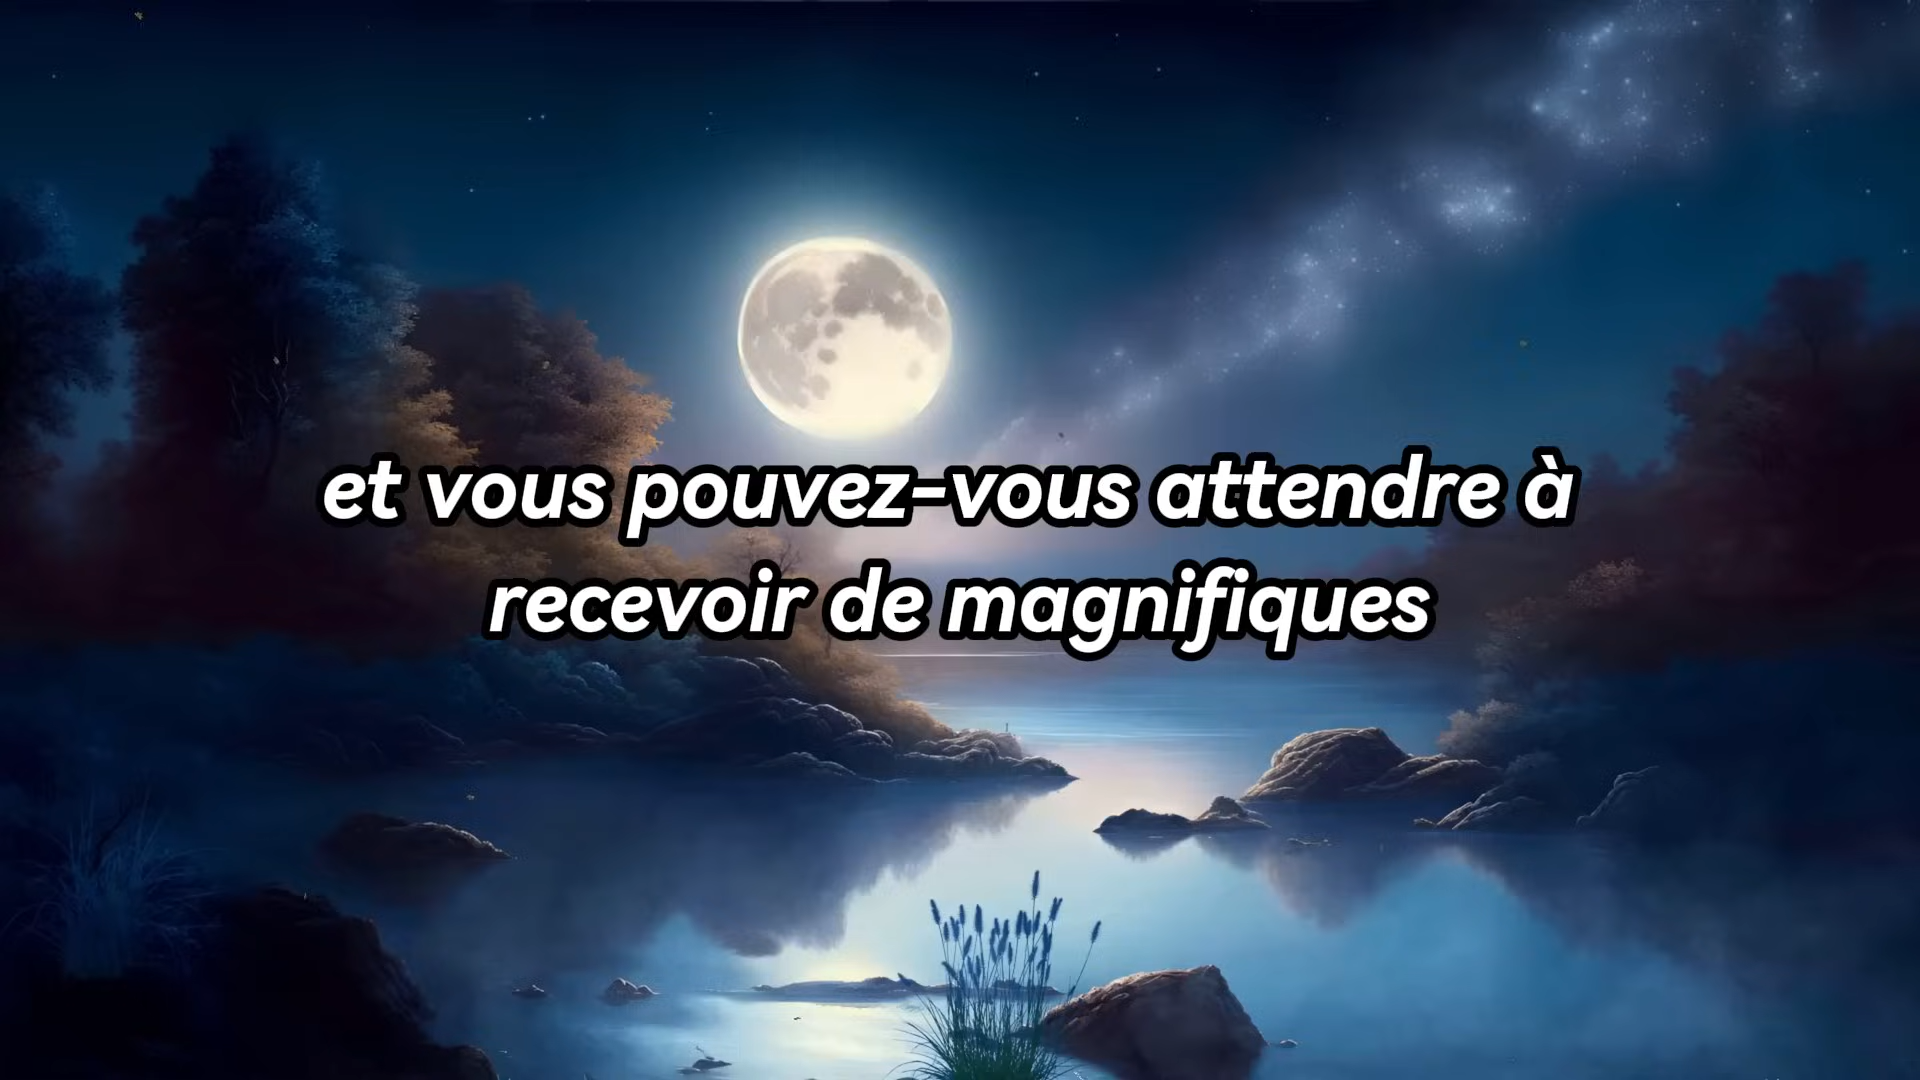 et vous pouvez-vous attendre à
recevoir de magnifiques